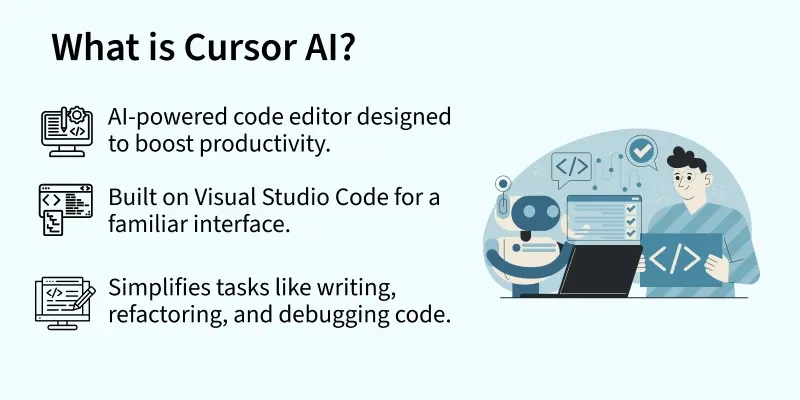 What is Cursor AI?
AI-powered code editor designed
to boost productivity.
Built on Visual Studio Code for a
familiar interface.
Simplifies tasks like writing,
refactoring, and debugging code.
</>
</>